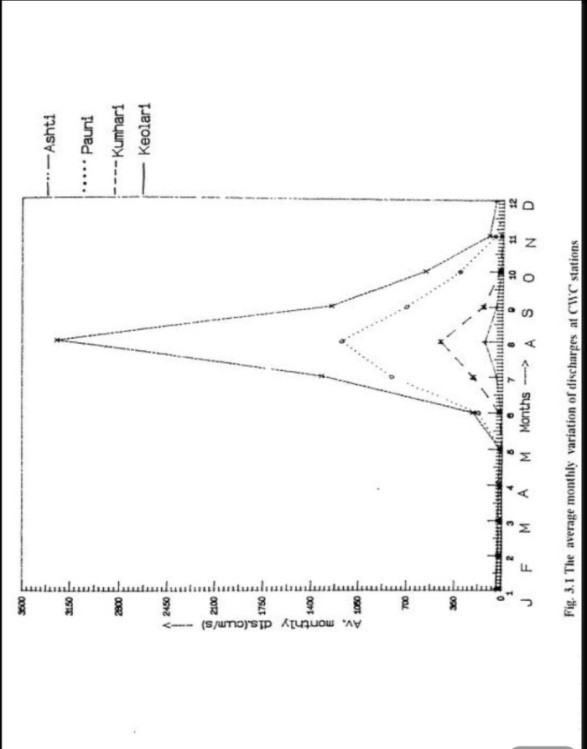 —··—Ashti
····· Pauni
----Kumhari
—— Keolari
3500
3150
2800
2450
2100
1750
1400
1050
700
350
0
Av. monthly dis.(cum/s) --->
1 2 3 4 5 6 7 8 9 10 11 12
J F M A M Months ---> A S O N D
Fig. 3.1 The average monthly variation of discharges at CWC stations